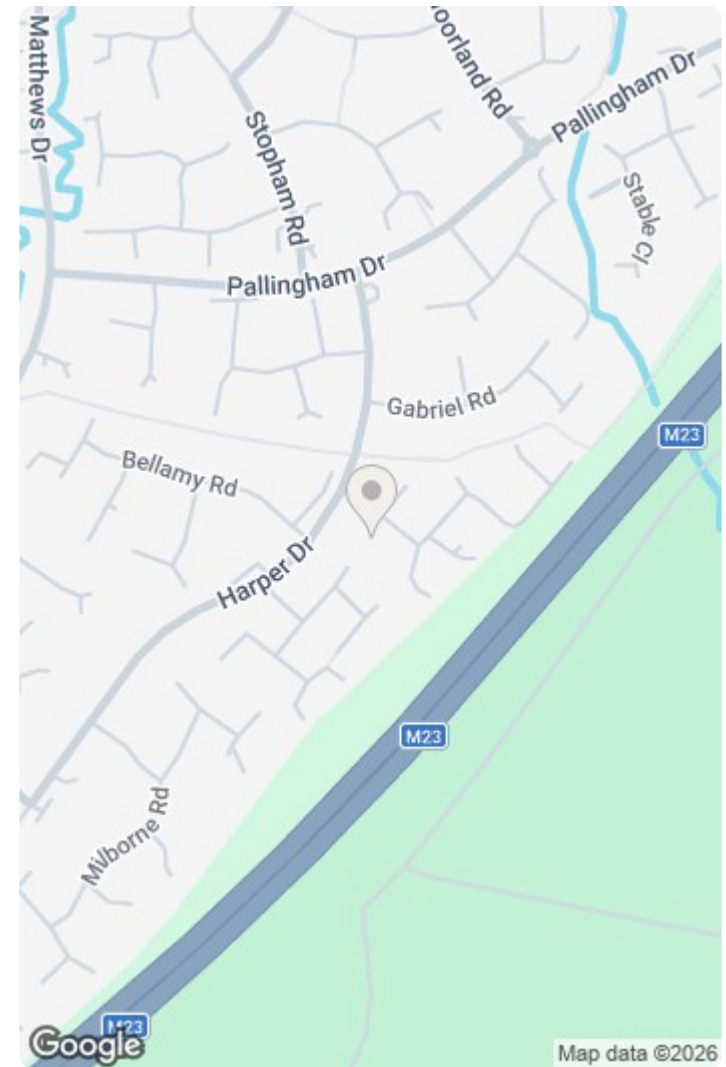 Matthews Dr
oorland Rd
Pallingham Dr
Stopham Rd
Stable Cl
Pallingham Dr
Gabriel Rd
M23
Bellamy Rd
Harper Dr
M23
Milborne Rd
M23
Google
Map data ©2026